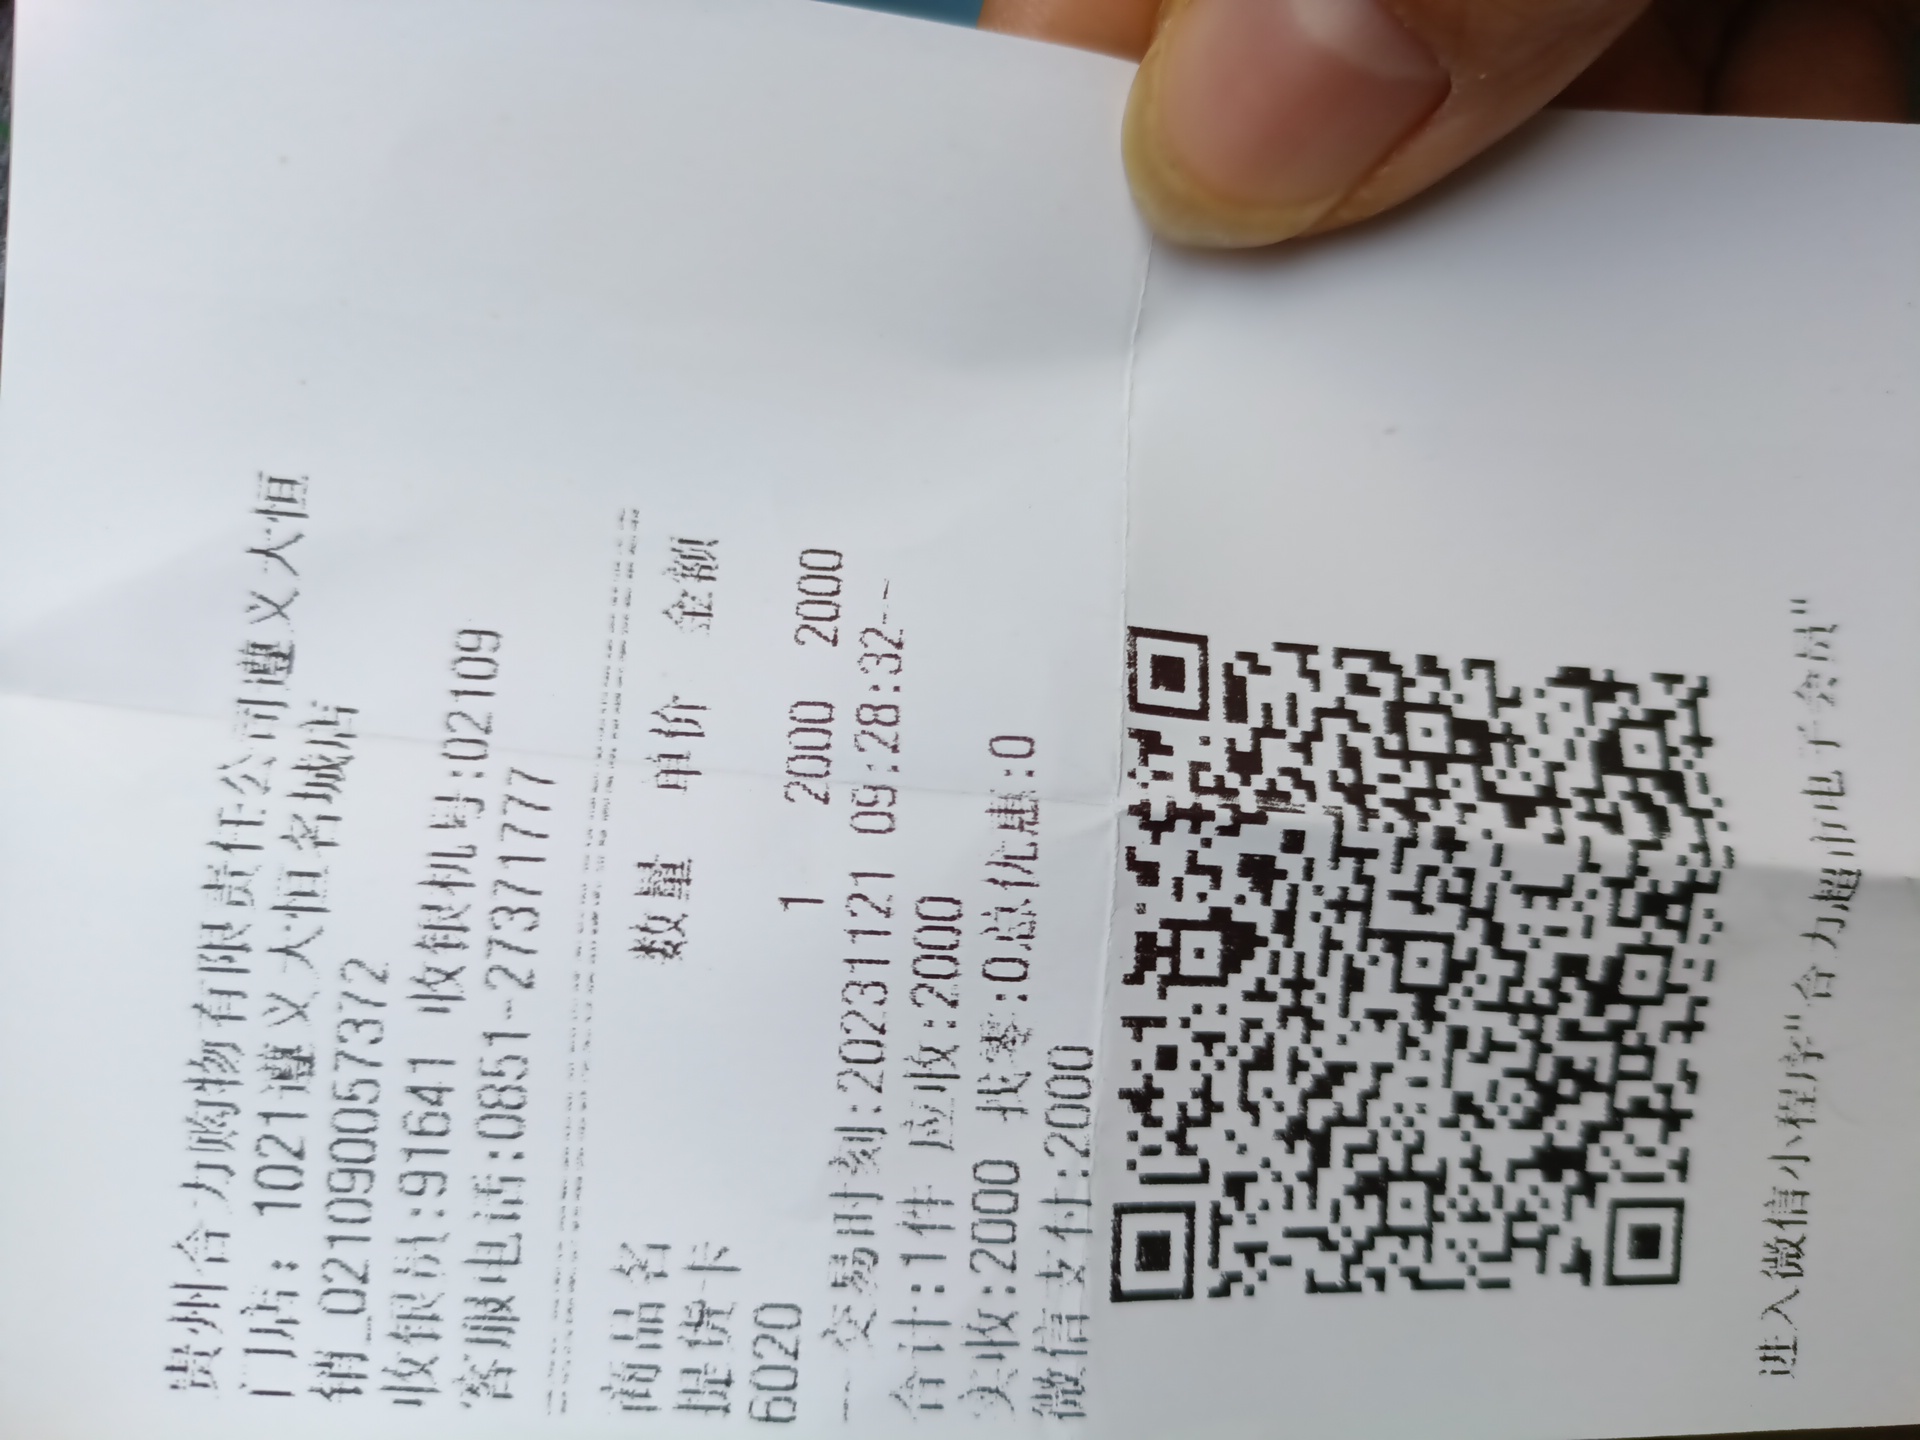 贵州合力购物有限责任公司遵义大恒
门店: 1021遵义大恒名城店
销_021090057372
收银员:91641 收银机号:02109
客服电话:0851-27371777
商品名 数量 单价 金额
提货卡
6020 1 2000 2000
---交易时刻:20231121 09:28:32---
合计:1件 应收:2000
实收:2000 找零:0总优惠:0
微信支付:2000
进入微信小程序"合力超市电子会员"